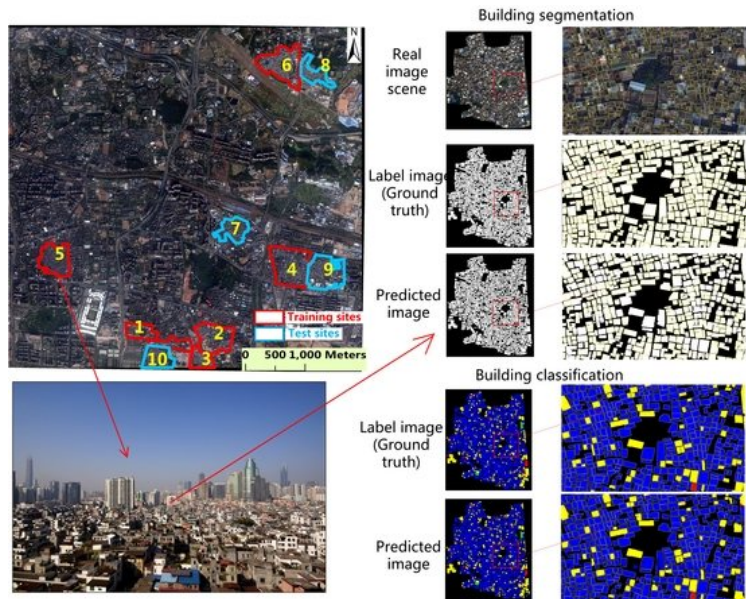 Building segmentation
N
6
8
Real
image
scene
7
Label image
(Ground
truth)
5
4
9
Training sites
Test sites
Predicted
image
1
2
10
3
0 500 1,000 Meters
Building classification
Label image
(Ground truth)
Predicted
image